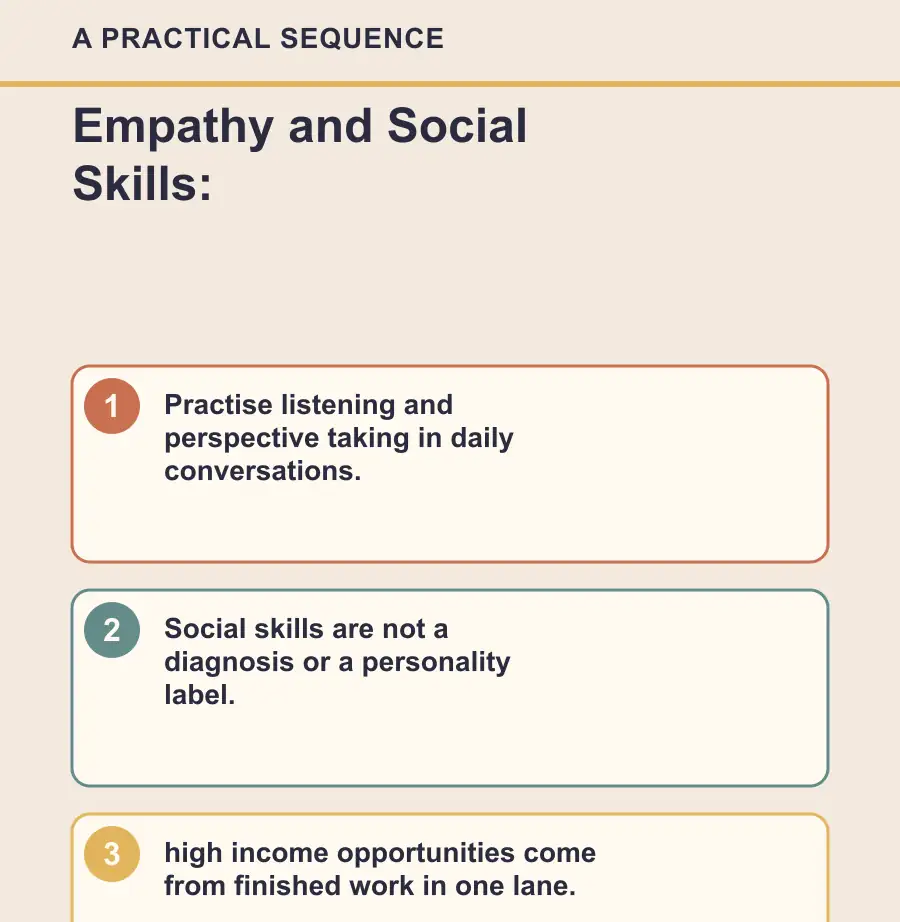 A PRACTICAL SEQUENCE
Empathy and Social
Skills:
1
Practise listening and
perspective taking in daily
conversations.
2
Social skills are not a
diagnosis or a personality
label.
3
high income opportunities come
from finished work in one lane.